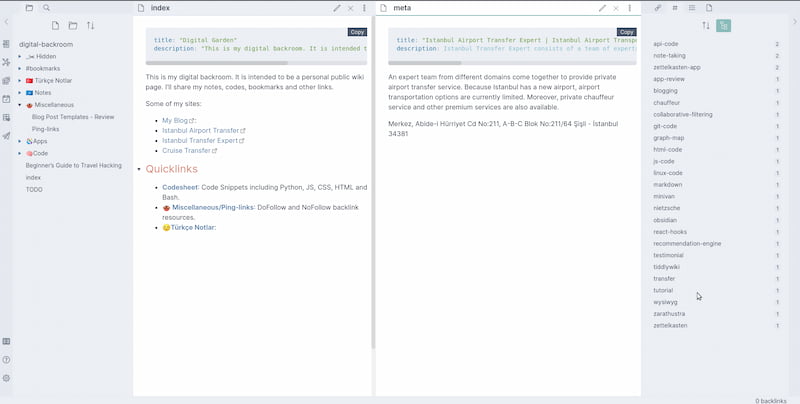 digital-backroom
Hidden
#bookmarks
Türkçe Notlar
Notes
Miscellaneous
Blog Post Templates - Review
Ping-links
Apps
Code
Beginner's Guide to Travel Hacking
index
TODO
index
Copy
title: "Digital Garden"
description: "This is my digital backroom. It is intended t
This is my digital backroom. It is intended to be a personal public wiki
page. I'll share my notes, codes, bookmarks and other links.
Some of my sites:
My Blog:
Istanbul Airport Transfer
Istanbul Transfer Expert
Cruise Transfer
Quicklinks
Codesheet: Code Snippets including Python, JS, CSS, HTML and
Bash.
Miscellaneous/Ping-links: DoFollow and NoFollow backlink
resources.
Türkçe Notlar:
meta
Copy
title: "Istanbul Airport Transfer Expert | Istanbul Airport Transpo
description: Istanbul Transfer Expert consists of a team of experts
An expert team from different domains come together to provide private
airport transfer service. Because Istanbul has a new airport, airport
transportation options are currently limited. Moreover, private chauffeur
service and other premium services are also available.
Merkez, Abide-i Hürriyet Cd No:211, A-B-C Blok No:211/64 Şişli - İstanbul
34381
api-code 2
note-taking 2
zettelkasten-app 2
app-review 1
blogging 1
chauffeur 1
collaborative-filtering 1
git-code 1
graph-map 1
html-code 1
js-code 1
linux-code 1
markdown 1
minivan 1
nietzsche 1
obsidian 1
react-hooks 1
recommendation-engine 1
testimonial 1
tiddlywiki 1
transfer 1
tutorial 1
wysiwyg 1
zarathustra 1
zettelkasten 1
0 backlinks